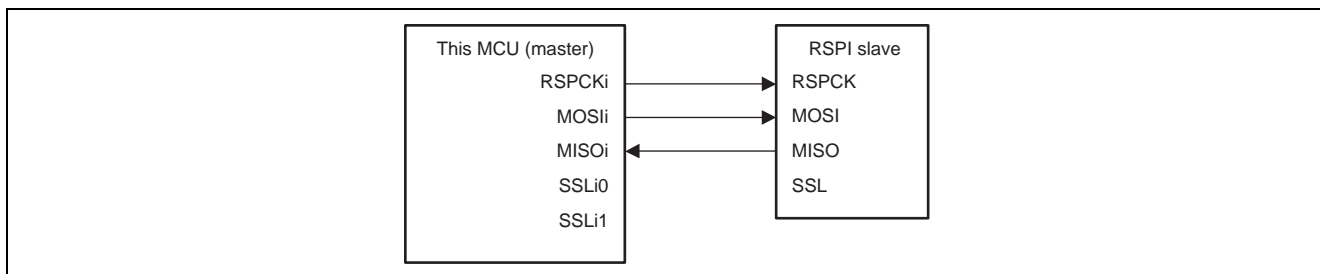 This MCU (master)
RSPI slave
RSPCKi
RSPCK
MOSIi
MOSI
MISOi
MISO
SSLi0
SSL
SSLi1